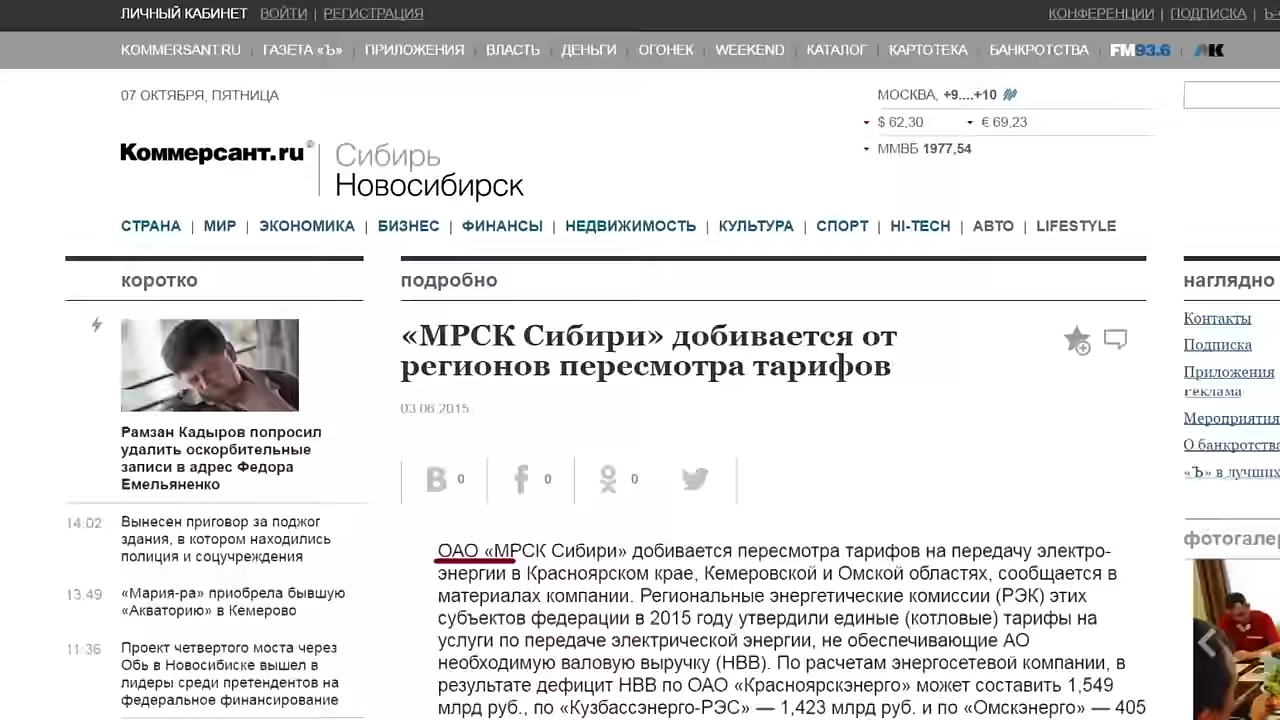 ЛИЧНЫЙ КАБИНЕТ ВОЙТИ | РЕГИСТРАЦИЯ
КОНФЕРЕНЦИИ | ПОДПИСКА |
KOMMERSANT.RU ГАЗЕТА «Ъ» ПРИЛОЖЕНИЯ ВЛАСТЬ ДЕНЬГИ ОГОНЕК WEEKEND КАТАЛОГ КАРТОТЕКА БАНКРОТСТВА FM93.6
07 ОКТЯБРЯ, ПЯТНИЦА
МОСКВА, +9....+10
$ 62,30 € 69,23
ММВБ 1977,54
Коммерсант.ru®
Сибирь
Новосибирск
СТРАНА | МИР | ЭКОНОМИКА | БИЗНЕС | ФИНАНСЫ | НЕДВИЖИМОСТЬ | КУЛЬТУРА | СПОРТ | HI-TECH | АВТО | LIFESTYLE
коротко
Рамзан Кадыров попросил
удалить оскорбительные
записи в адрес Федора
Емельяненко
14:02 Вынесен приговор за поджог
здания, в котором находились
полиция и соцучреждения
13:49 «Мария-ра» приобрела бывшую
«Акваторию» в Кемерово
11:36 Проект четвертого моста через
Обь в Новосибиске вышел в
лидеры среди претендентов на
федеральное финансирование
подробно
«МРСК Сибири» добивается от
регионов пересмотра тарифов
03.06.2015
0 0 0
ОАО «МРСК Сибири» добивается пересмотра тарифов на передачу электро-
энергии в Красноярском крае, Кемеровской и Омской областях, сообщается в
материалах компании. Региональные энергетические комиссии (РЭК) этих
субъектов федерации в 2015 году утвердили единые (котловые) тарифы на
услуги по передаче электрической энергии, не обеспечивающие АО
необходимую валовую выручку (НВВ). По расчетам энергосетевой компании, в
результате дефицит НВВ по ОАО «Красноярскэнерго» может составить 1,549
млрд руб., по «Кузбассэнерго-РЭС» — 1,423 млрд руб. и по «Омскэнерго» — 405
наглядно
Контакты
Подписка
Приложения
Реклама
Мероприятия
О банкротства
«Ъ» в лучших
фотогалер